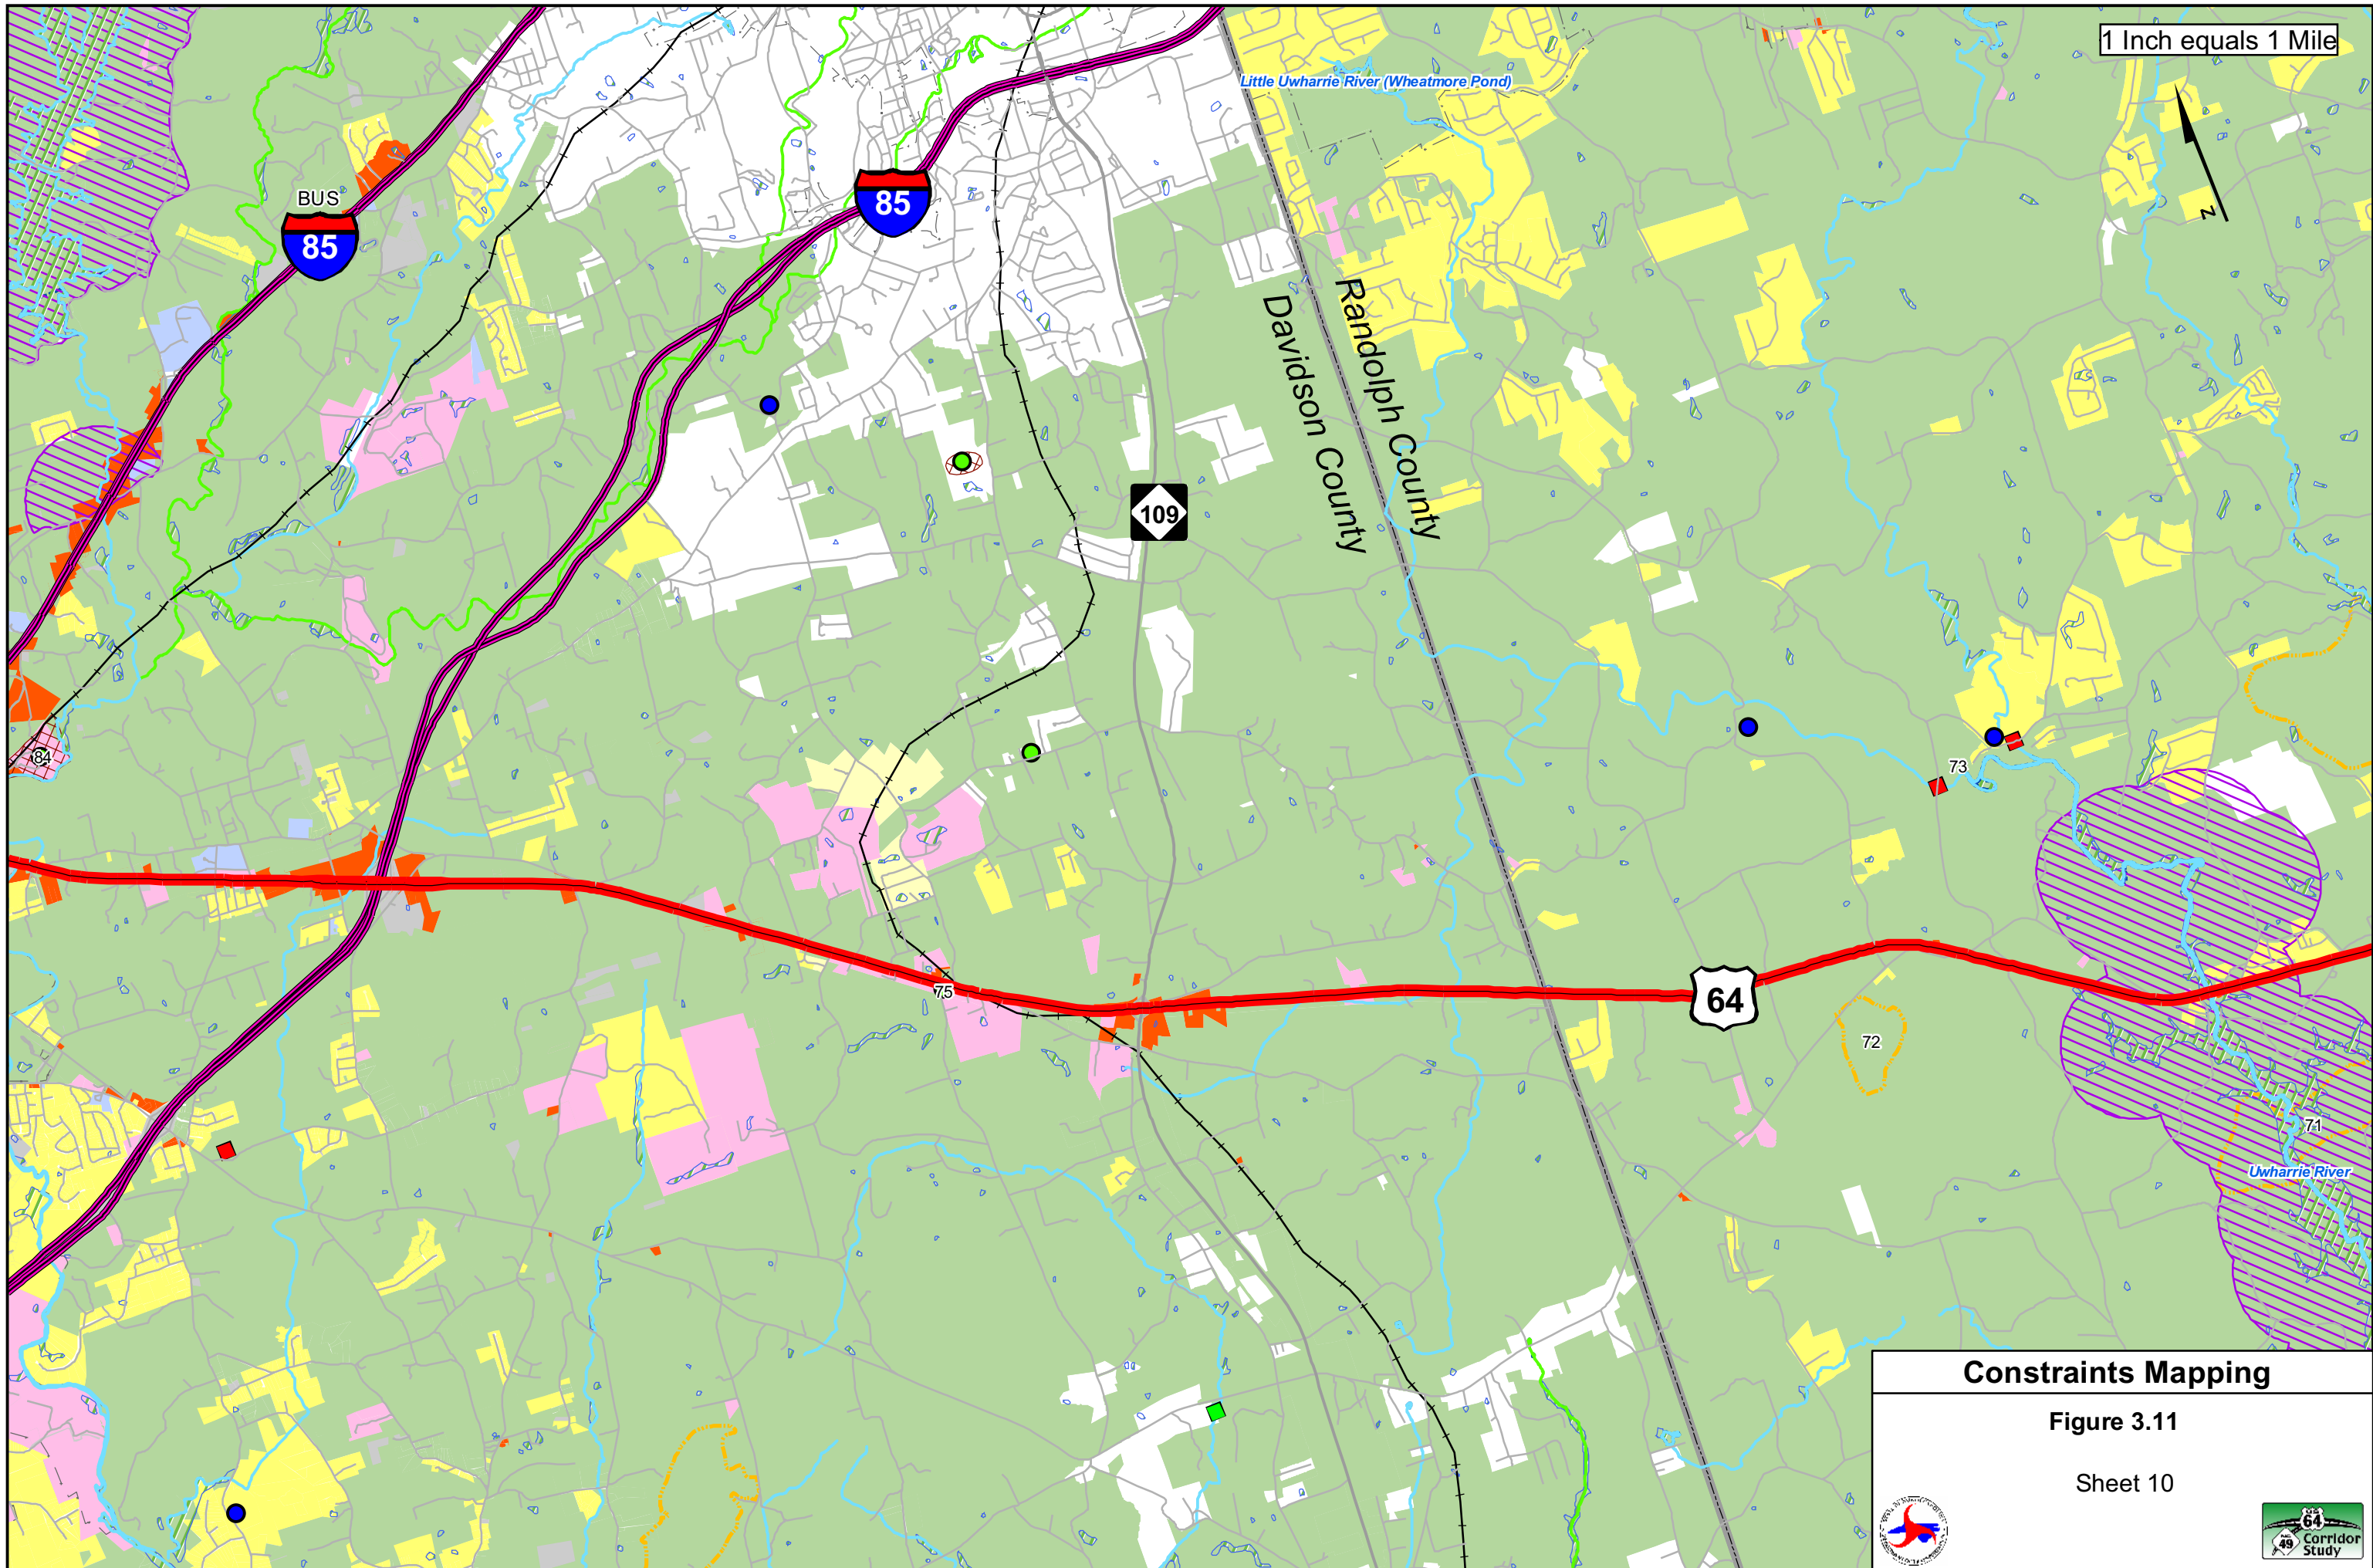 1 Inch equals 1 Mile
Little Uwharrie River (Wheatmore Pond)
N
BUS
85
85
Randolph County
Davidson County
109
84
73
75
64
72
71
Uwharrie River
Constraints Mapping
Figure 3.11
Sheet 10
64
49
Corridor
Study